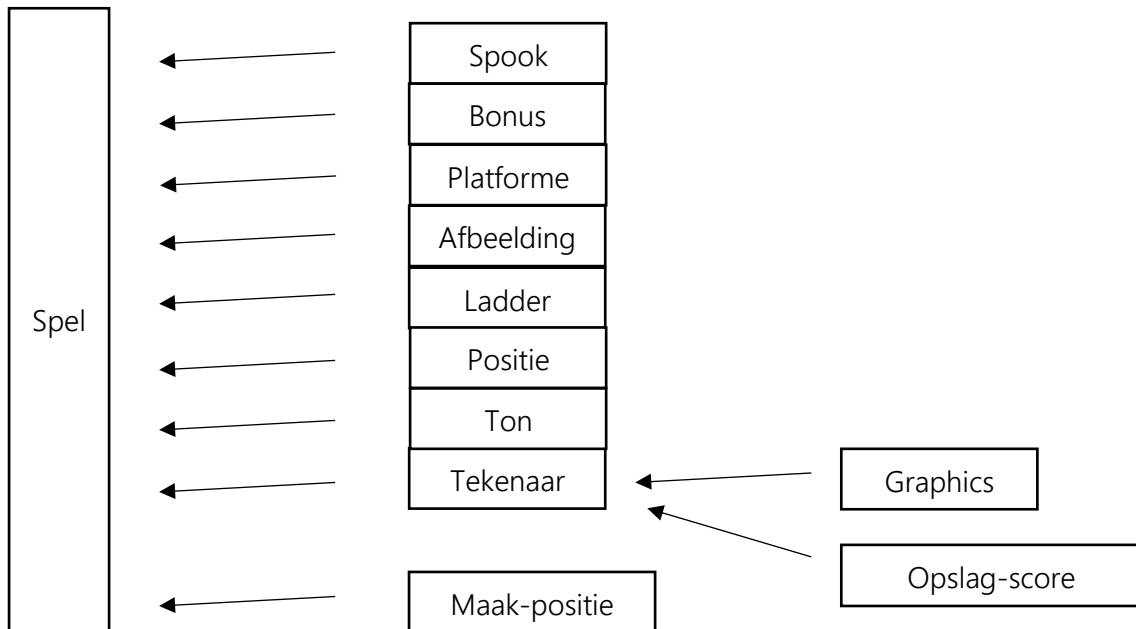 Spook
Bonus
Platforme
Afbeelding
Ladder
Spel
Positie
Ton
Tekenaar
Graphics
Opslag-score
Maak-positie